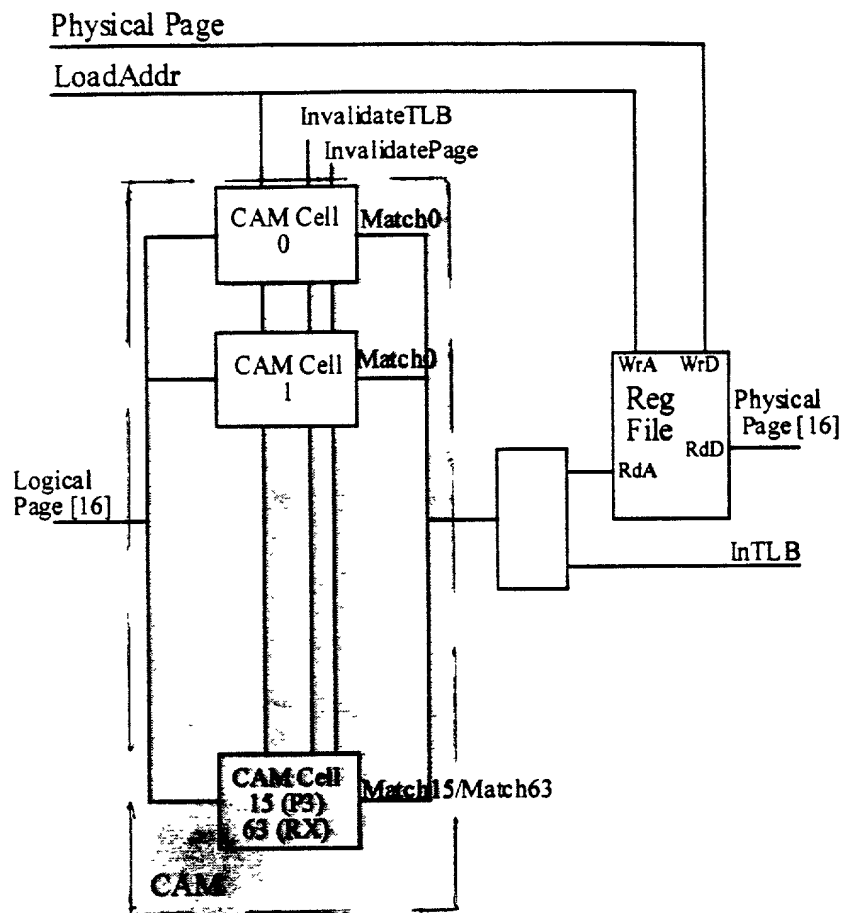 Physical Page
LoadAddr
InvalidateTLB
InvalidatePage
CAM Cell
0
Match0
CAM Cell
1
Match0
WrA WrD
Reg
File
RdA
RdD
Physical
Page [16]
Logical
Page [16]
InTLB
CAM Cell
15 (P3)
63 (RX)
Match15/Match63
CAM